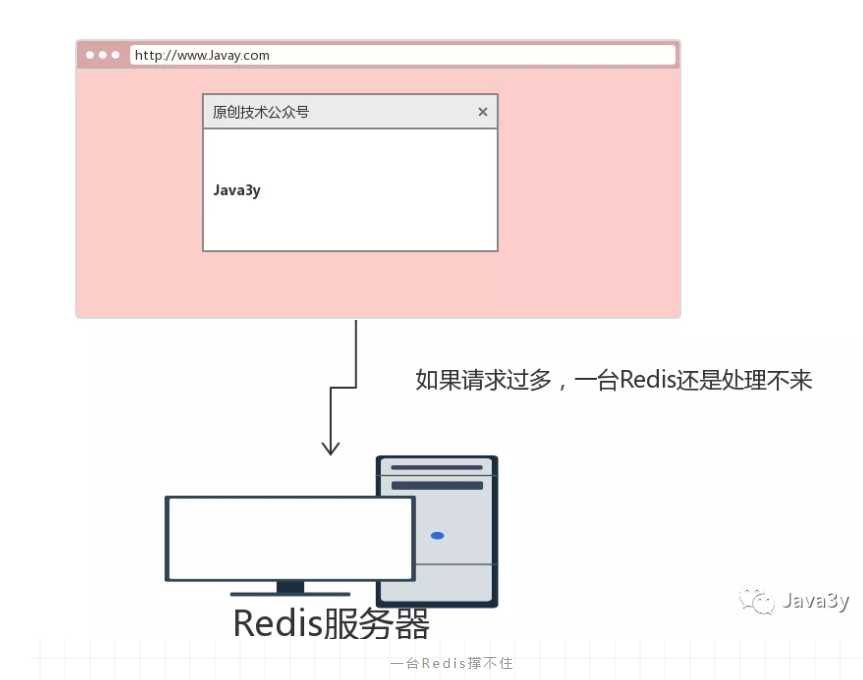 http://www.Javay.com
原创技术公众号 ×
Java3y
如果请求过多，一台Redis还是处理不来
Redis服务器
Java3y
一台Redis撑不住